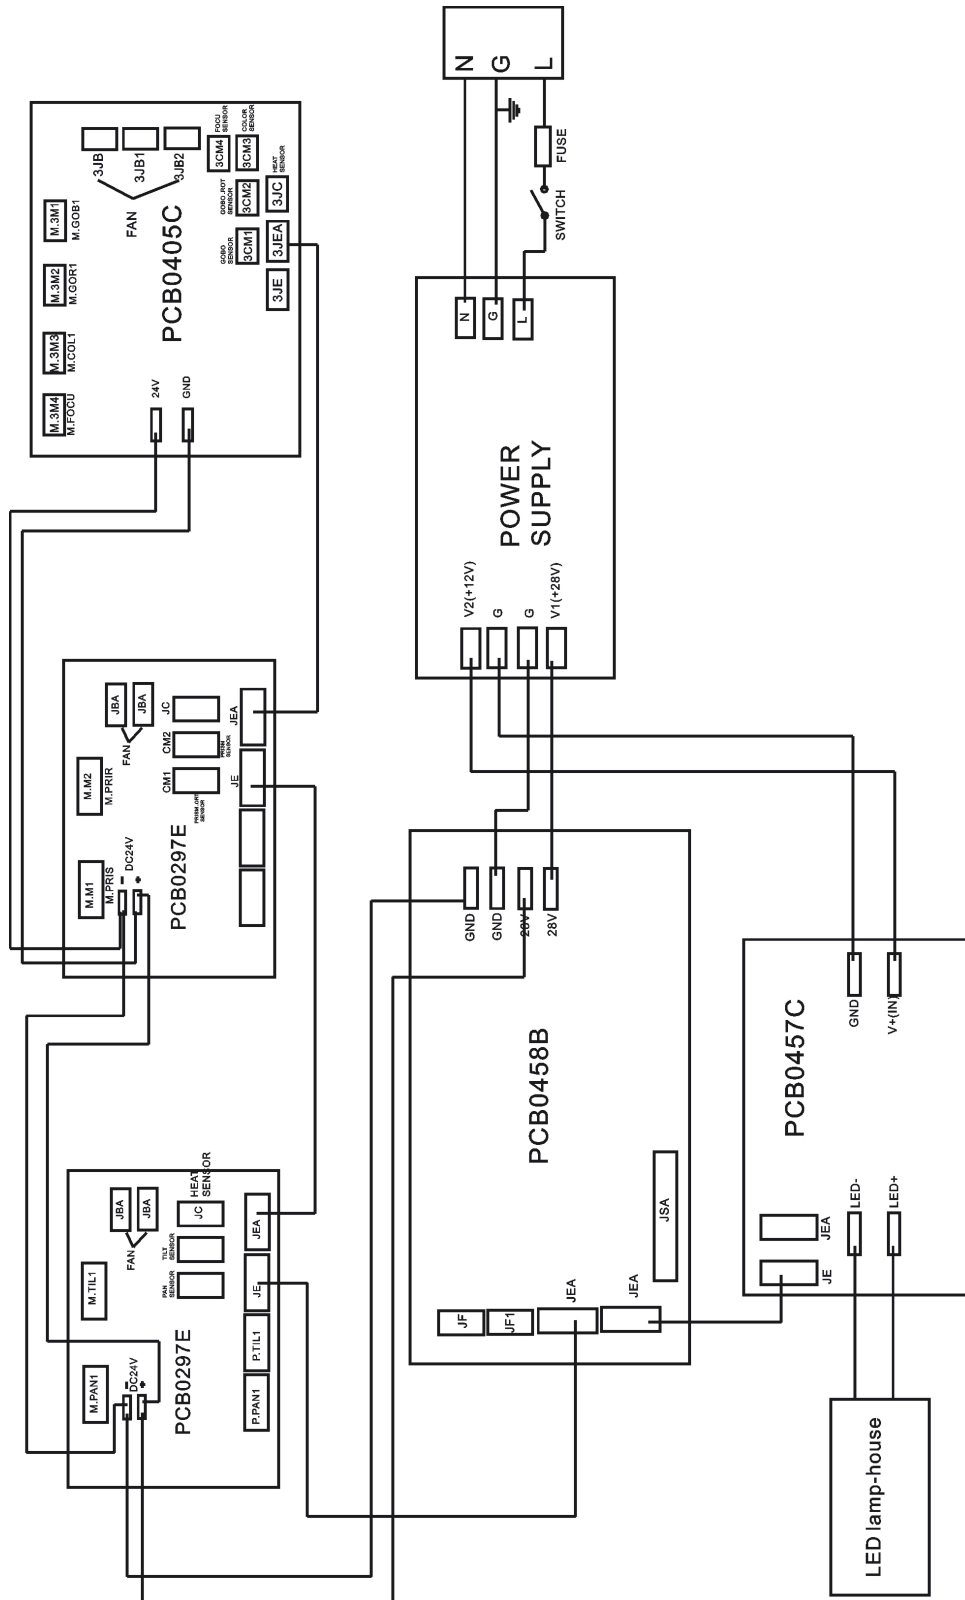 N
G
L
FUSE
SWITCH
N
G
L
POWER
SUPPLY
V2(+12V)
G
G
V1(+28V)
3JB
3JB1
3JB2
FAN
3CM4
FOCU
SENSOR
3CM3
COLOR
SENSOR
GOBO.ROT
SENSOR
3CM2
HEAT
SENSOR
3JC
GOBO
SENSOR
3CM1
3JEA
3JE
M.3M1
M.GOB1
M.3M2
M.GOR1
M.3M3
M.COL1
M.3M4
M.FOCU
PCB0405C
24V
GND
JBA
JBA
FAN
JC
CM2
PRISM
SENSOR
CM1
PRISM.ORT
SENSOR
JEA
JE
M.M2
M.PRIR
M.M1
M.PRIS
DC24V
-
+
PCB0297E
JBA
JBA
FAN
HEAT
SENSOR
JC
TILT
SENSOR
PAN
SENSOR
JEA
JE
P.TIL1
P.PAN1
M.TIL1
M.PAN1
DC24V
-
+
PCB0297E
GND
GND
28V
28V
PCB0458B
JSA
JF
JF1
JEA
JEA
GND
V+(IN)
PCB0457C
LED-
LED+
JEA
JE
LED lamp-house